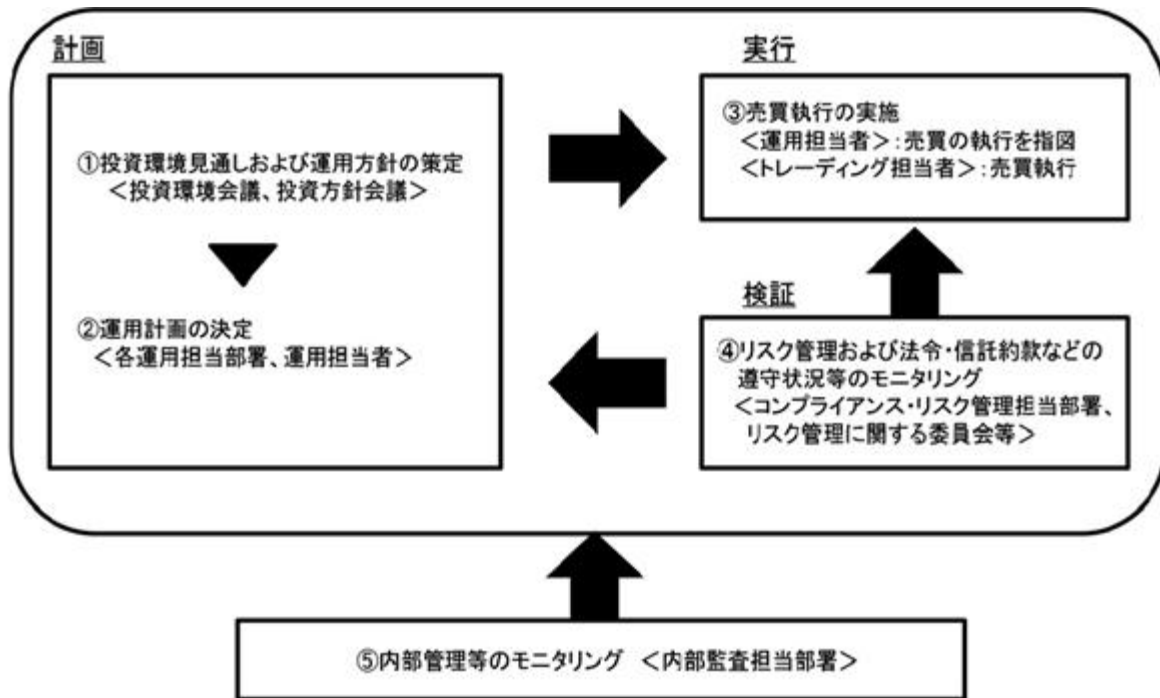 計画
①投資環境見通しおよび運用方針の策定
＜投資環境会議、投資方針会議＞
②運用計画の決定
＜各運用担当部署、運用担当者＞
実行
③売買執行の実施
＜運用担当者＞：売買の執行を指図
＜トレーディング担当者＞：売買執行
検証
④リスク管理および法令・信託約款などの
遵守状況等のモニタリング
＜コンプライアンス・リスク管理担当部署、
リスク管理に関する委員会等＞
⑤内部管理等のモニタリング ＜内部監査担当部署＞